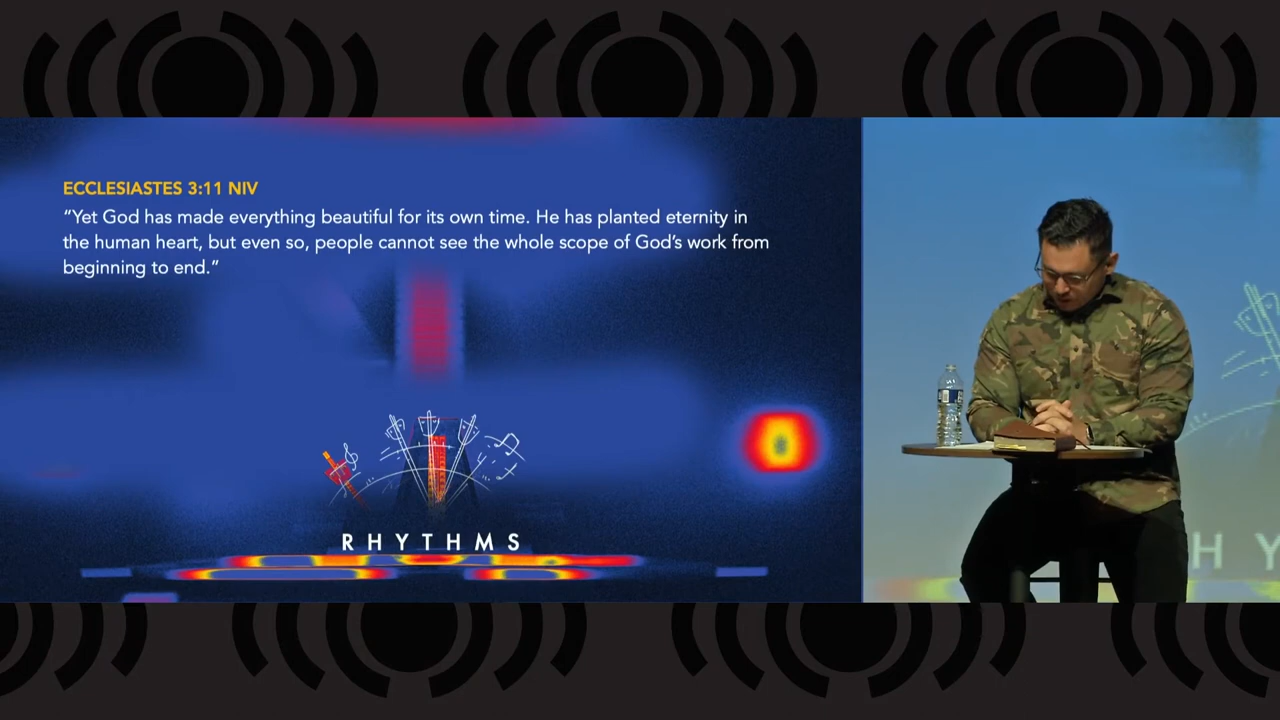 ECCLESIASTES 3:11 NIV
“Yet God has made everything beautiful for its own time. He has planted eternity in
the human heart, but even so, people cannot see the whole scope of God’s work from
beginning to end.”
RHYTHMS
H Y